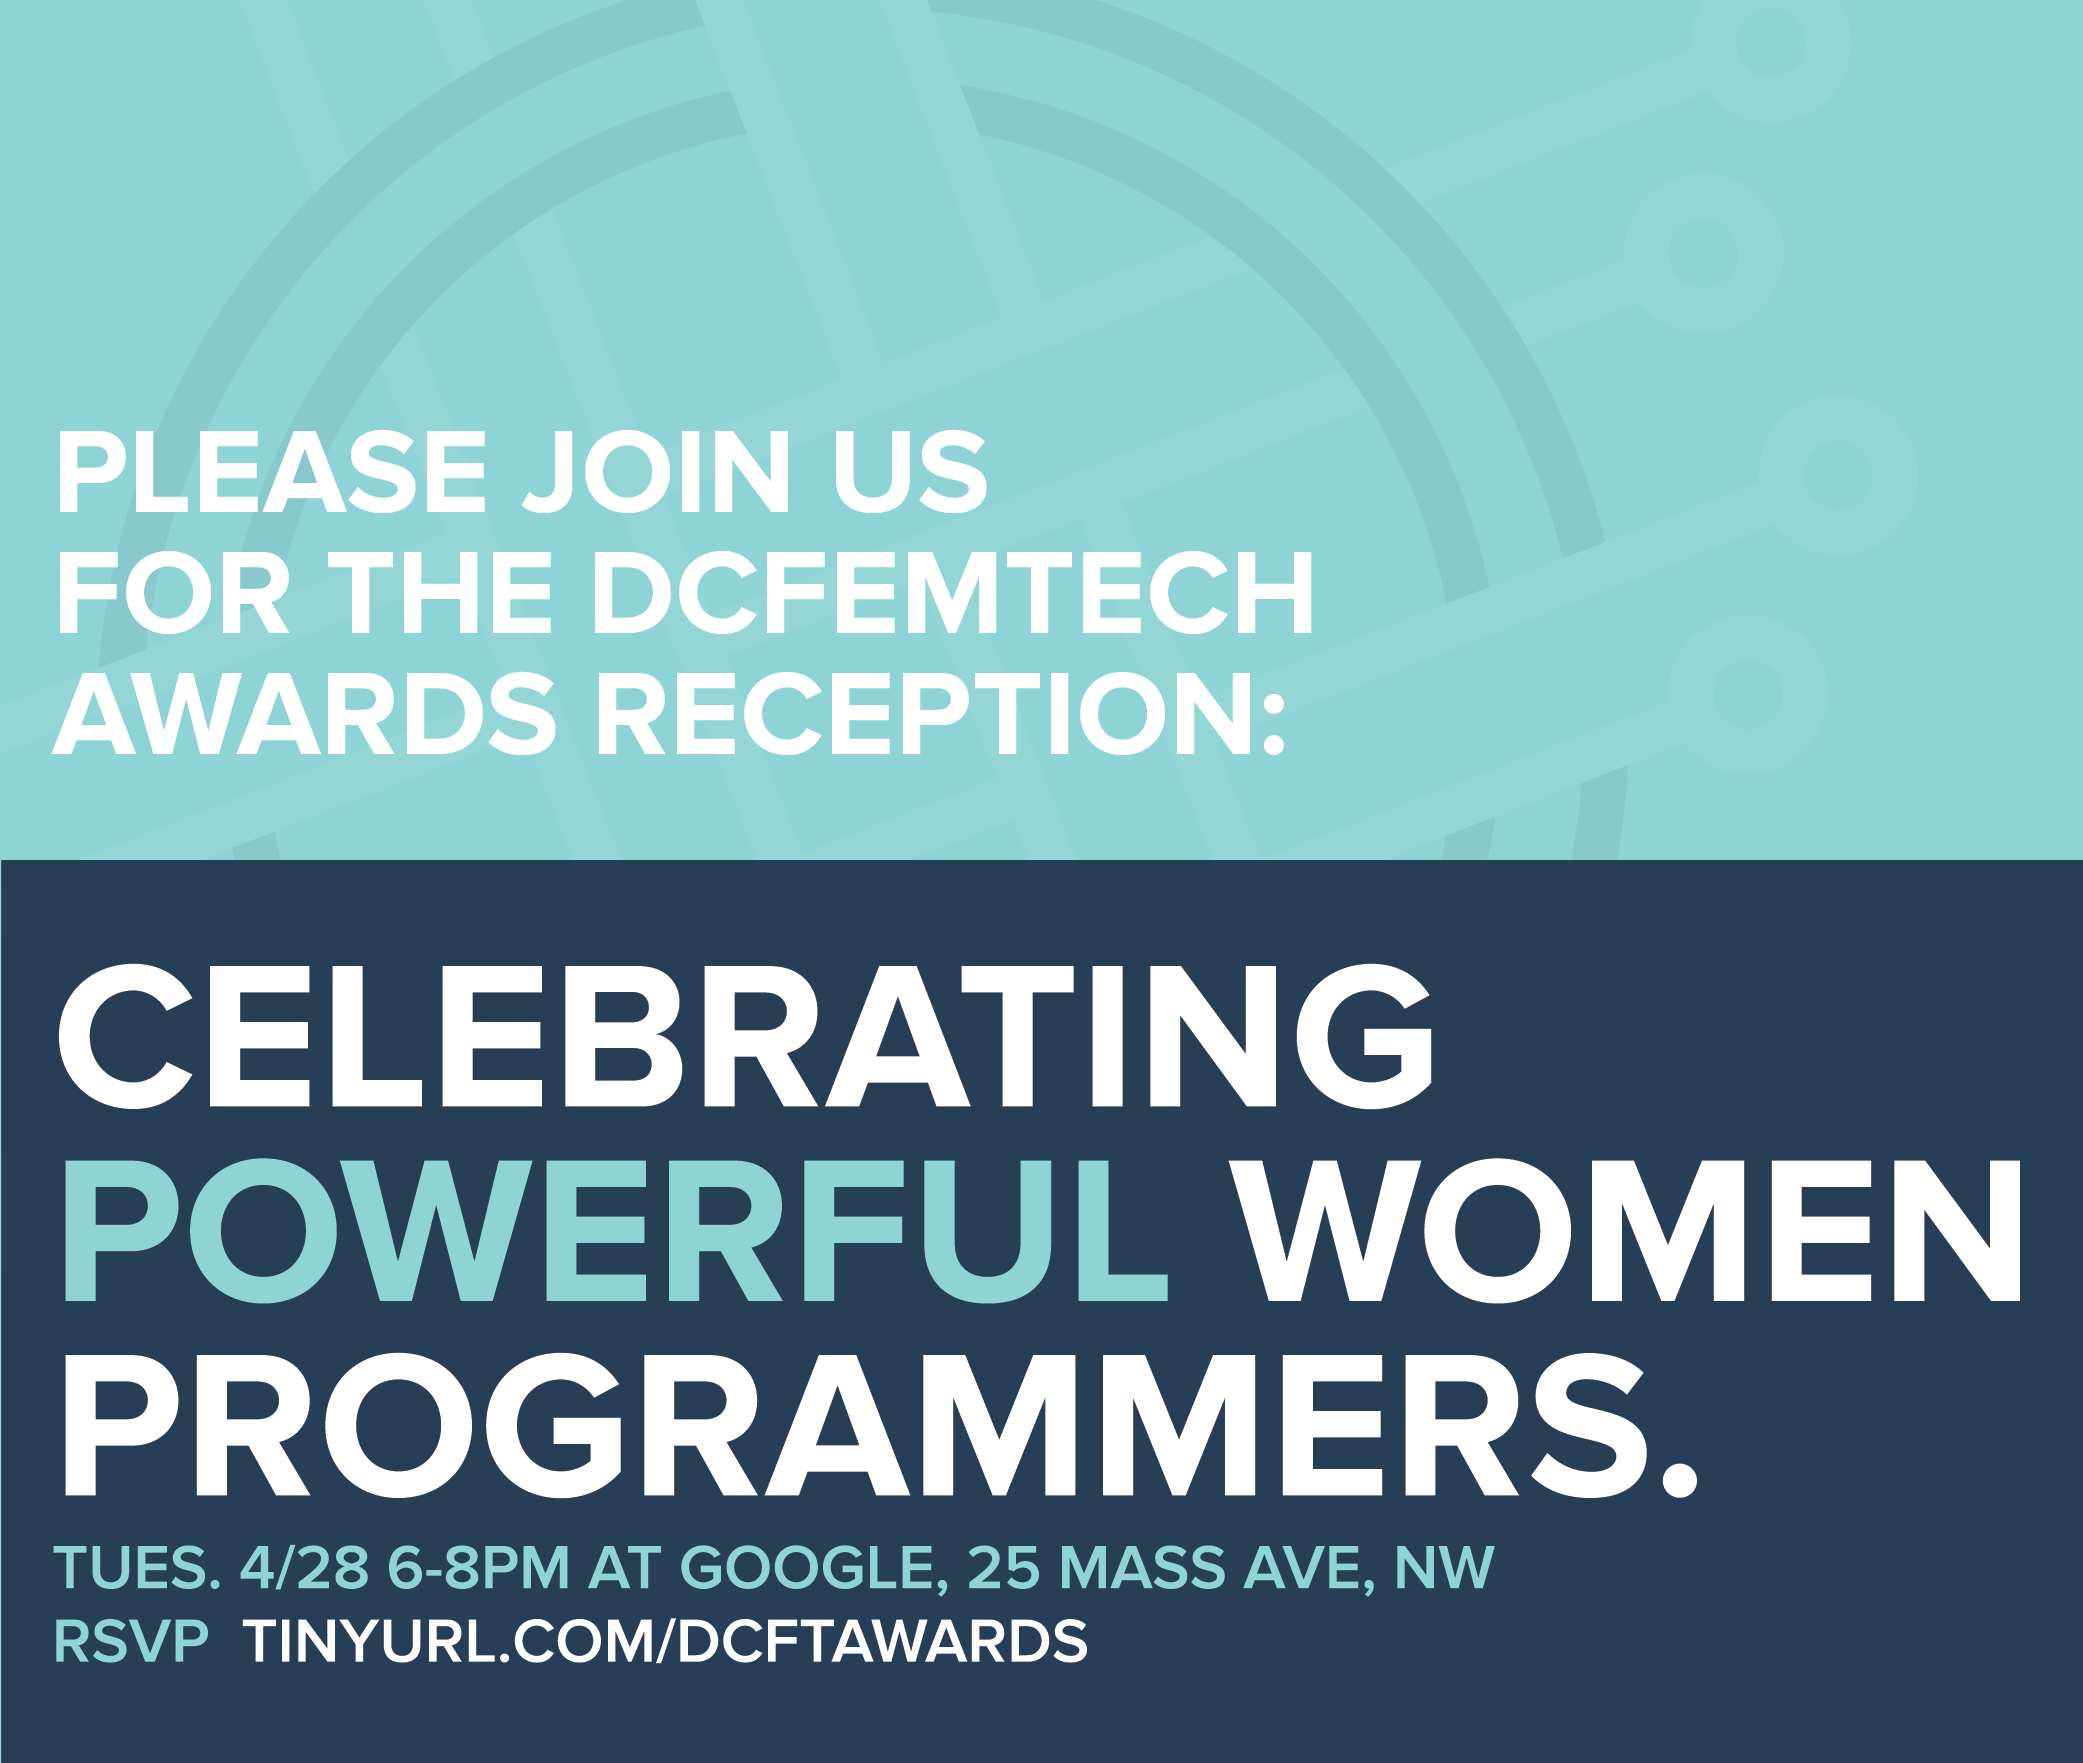 PLEASE JOIN US
FOR THE DCFEMTECH
AWARDS RECEPTION:
CELEBRATING
POWERFUL WOMEN
PROGRAMMERS.
TUES. 4/28 6-8PM AT GOOGLE, 25 MASS AVE, NW
RSVP TINYURL.COM/DCFTAWARDS